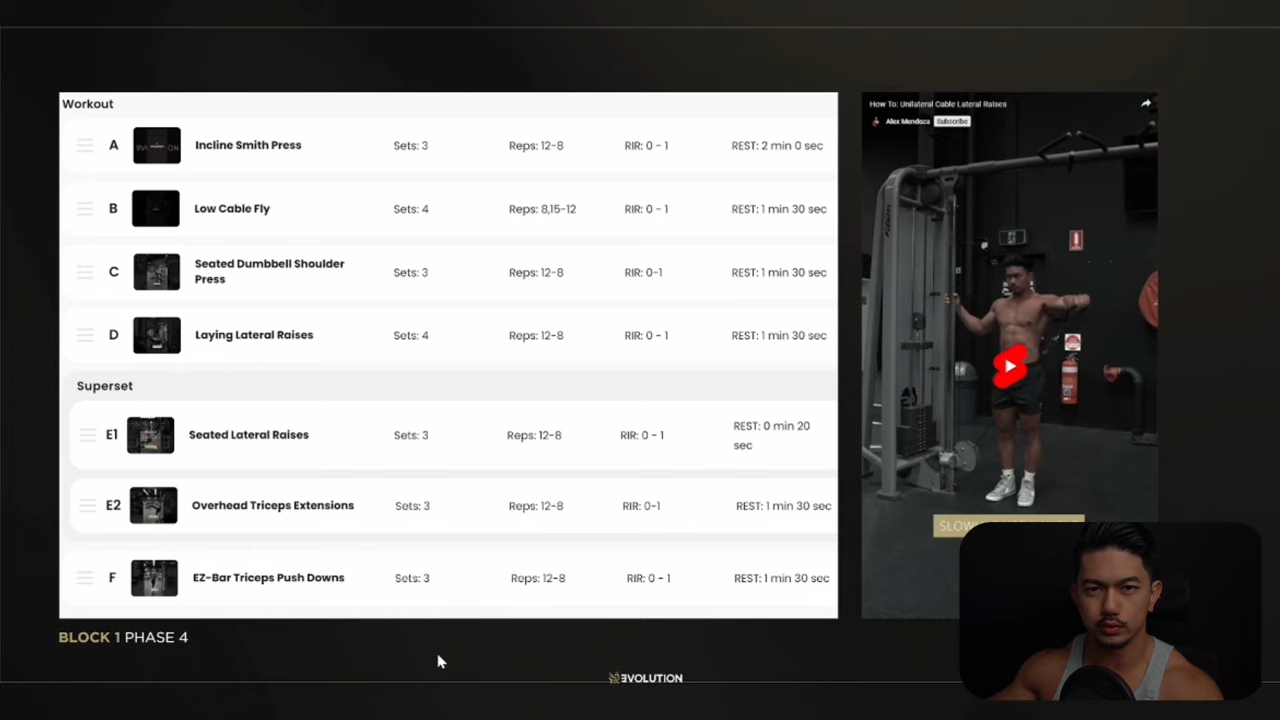 Workout
A Incline Smith Press Sets: 3 Reps: 12-8 RIR: 0 - 1 REST: 2 min 0 sec
B Low Cable Fly Sets: 4 Reps: 8,15-12 RIR: 0 - 1 REST: 1 min 30 sec
C Seated Dumbbell Shoulder Press Sets: 3 Reps: 12-8 RIR: 0-1 REST: 1 min 30 sec
D Laying Lateral Raises Sets: 4 Reps: 12-8 RIR: 0 - 1 REST: 1 min 30 sec
Superset
E1 Seated Lateral Raises Sets: 3 Reps: 12-8 RIR: 0 - 1 REST: 0 min 20 sec
E2 Overhead Triceps Extensions Sets: 3 Reps: 12-8 RIR: 0-1 REST: 1 min 30 sec
F EZ-Bar Triceps Push Downs Sets: 3 Reps: 12-8 RIR: 0 - 1 REST: 1 min 30 sec
BLOCK 1 PHASE 4
How To: Unilateral Cable Lateral Raises
Alex Mendoza Subscribe